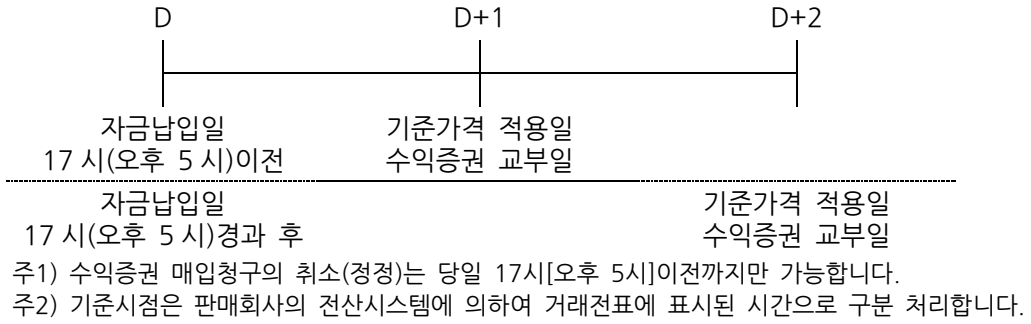 D D+1 D+2
자금납입일 기준가격 적용일
17 시(오후 5 시)이전 수익증권 교부일
자금납입일 기준가격 적용일
17 시(오후 5 시)경과 후 수익증권 교부일
주1) 수익증권 매입청구의 취소(정정)는 당일 17시[오후 5시]이전까지만 가능합니다.
주2) 기준시점은 판매회사의 전산시스템에 의하여 거래전표에 표시된 시간으로 구분 처리합니다.